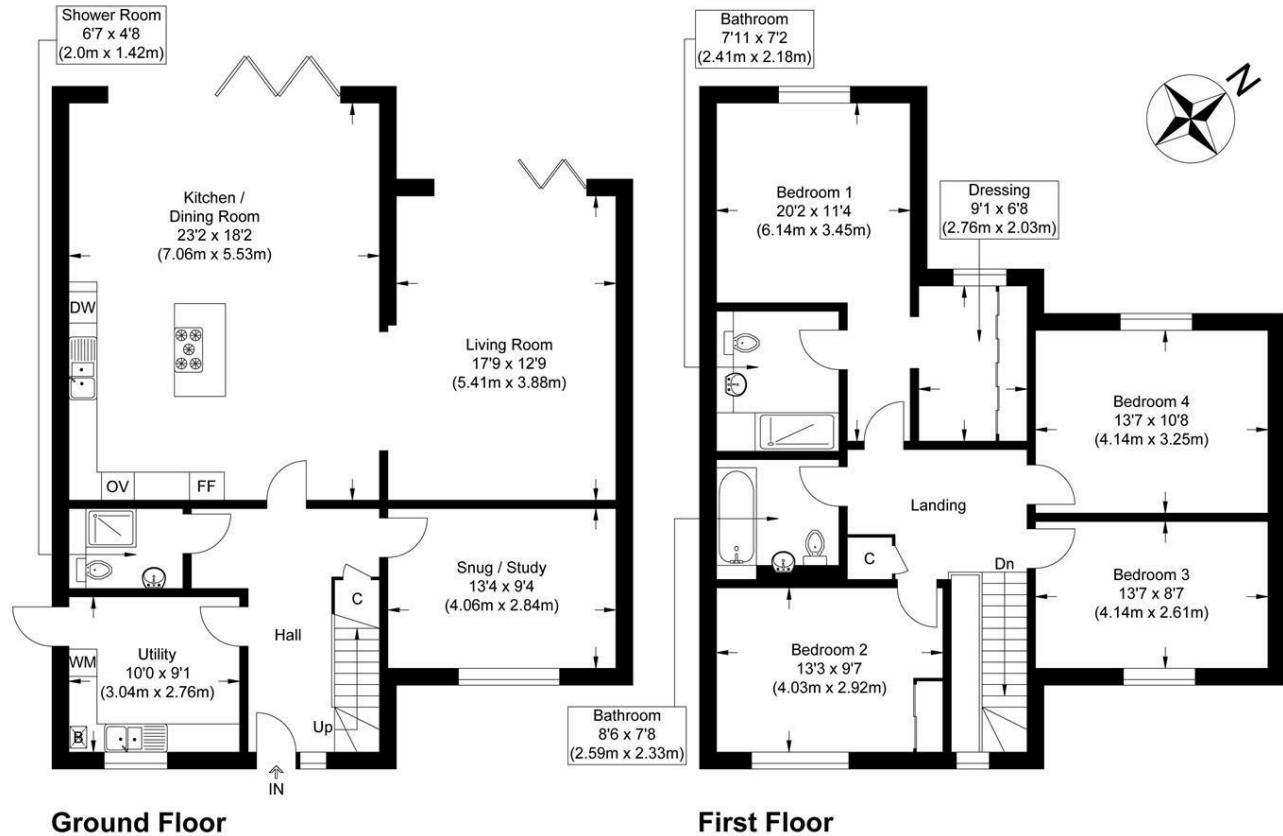 Shower Room
6'7 x 4'8
(2.0m x 1.42m)
Kitchen /
Dining Room
23'2 x 18'2
(7.06m x 5.53m)
DW
OV
FF
Living Room
17'9 x 12'9
(5.41m x 3.88m)
Snug / Study
13'4 x 9'4
(4.06m x 2.84m)
C
Hall
Utility
10'0 x 9'1
(3.04m x 2.76m)
WM
B
Up
IN
Ground Floor
Bathroom
7'11 x 7'2
(2.41m x 2.18m)
N
Bedroom 1
20'2 x 11'4
(6.14m x 3.45m)
Dressing
9'1 x 6'8
(2.76m x 2.03m)
Bedroom 4
13'7 x 10'8
(4.14m x 3.25m)
Landing
C
Dn
Bedroom 3
13'7 x 8'7
(4.14m x 2.61m)
Bedroom 2
13'3 x 9'7
(4.03m x 2.92m)
Bathroom
8'6 x 7'8
(2.59m x 2.33m)
First Floor